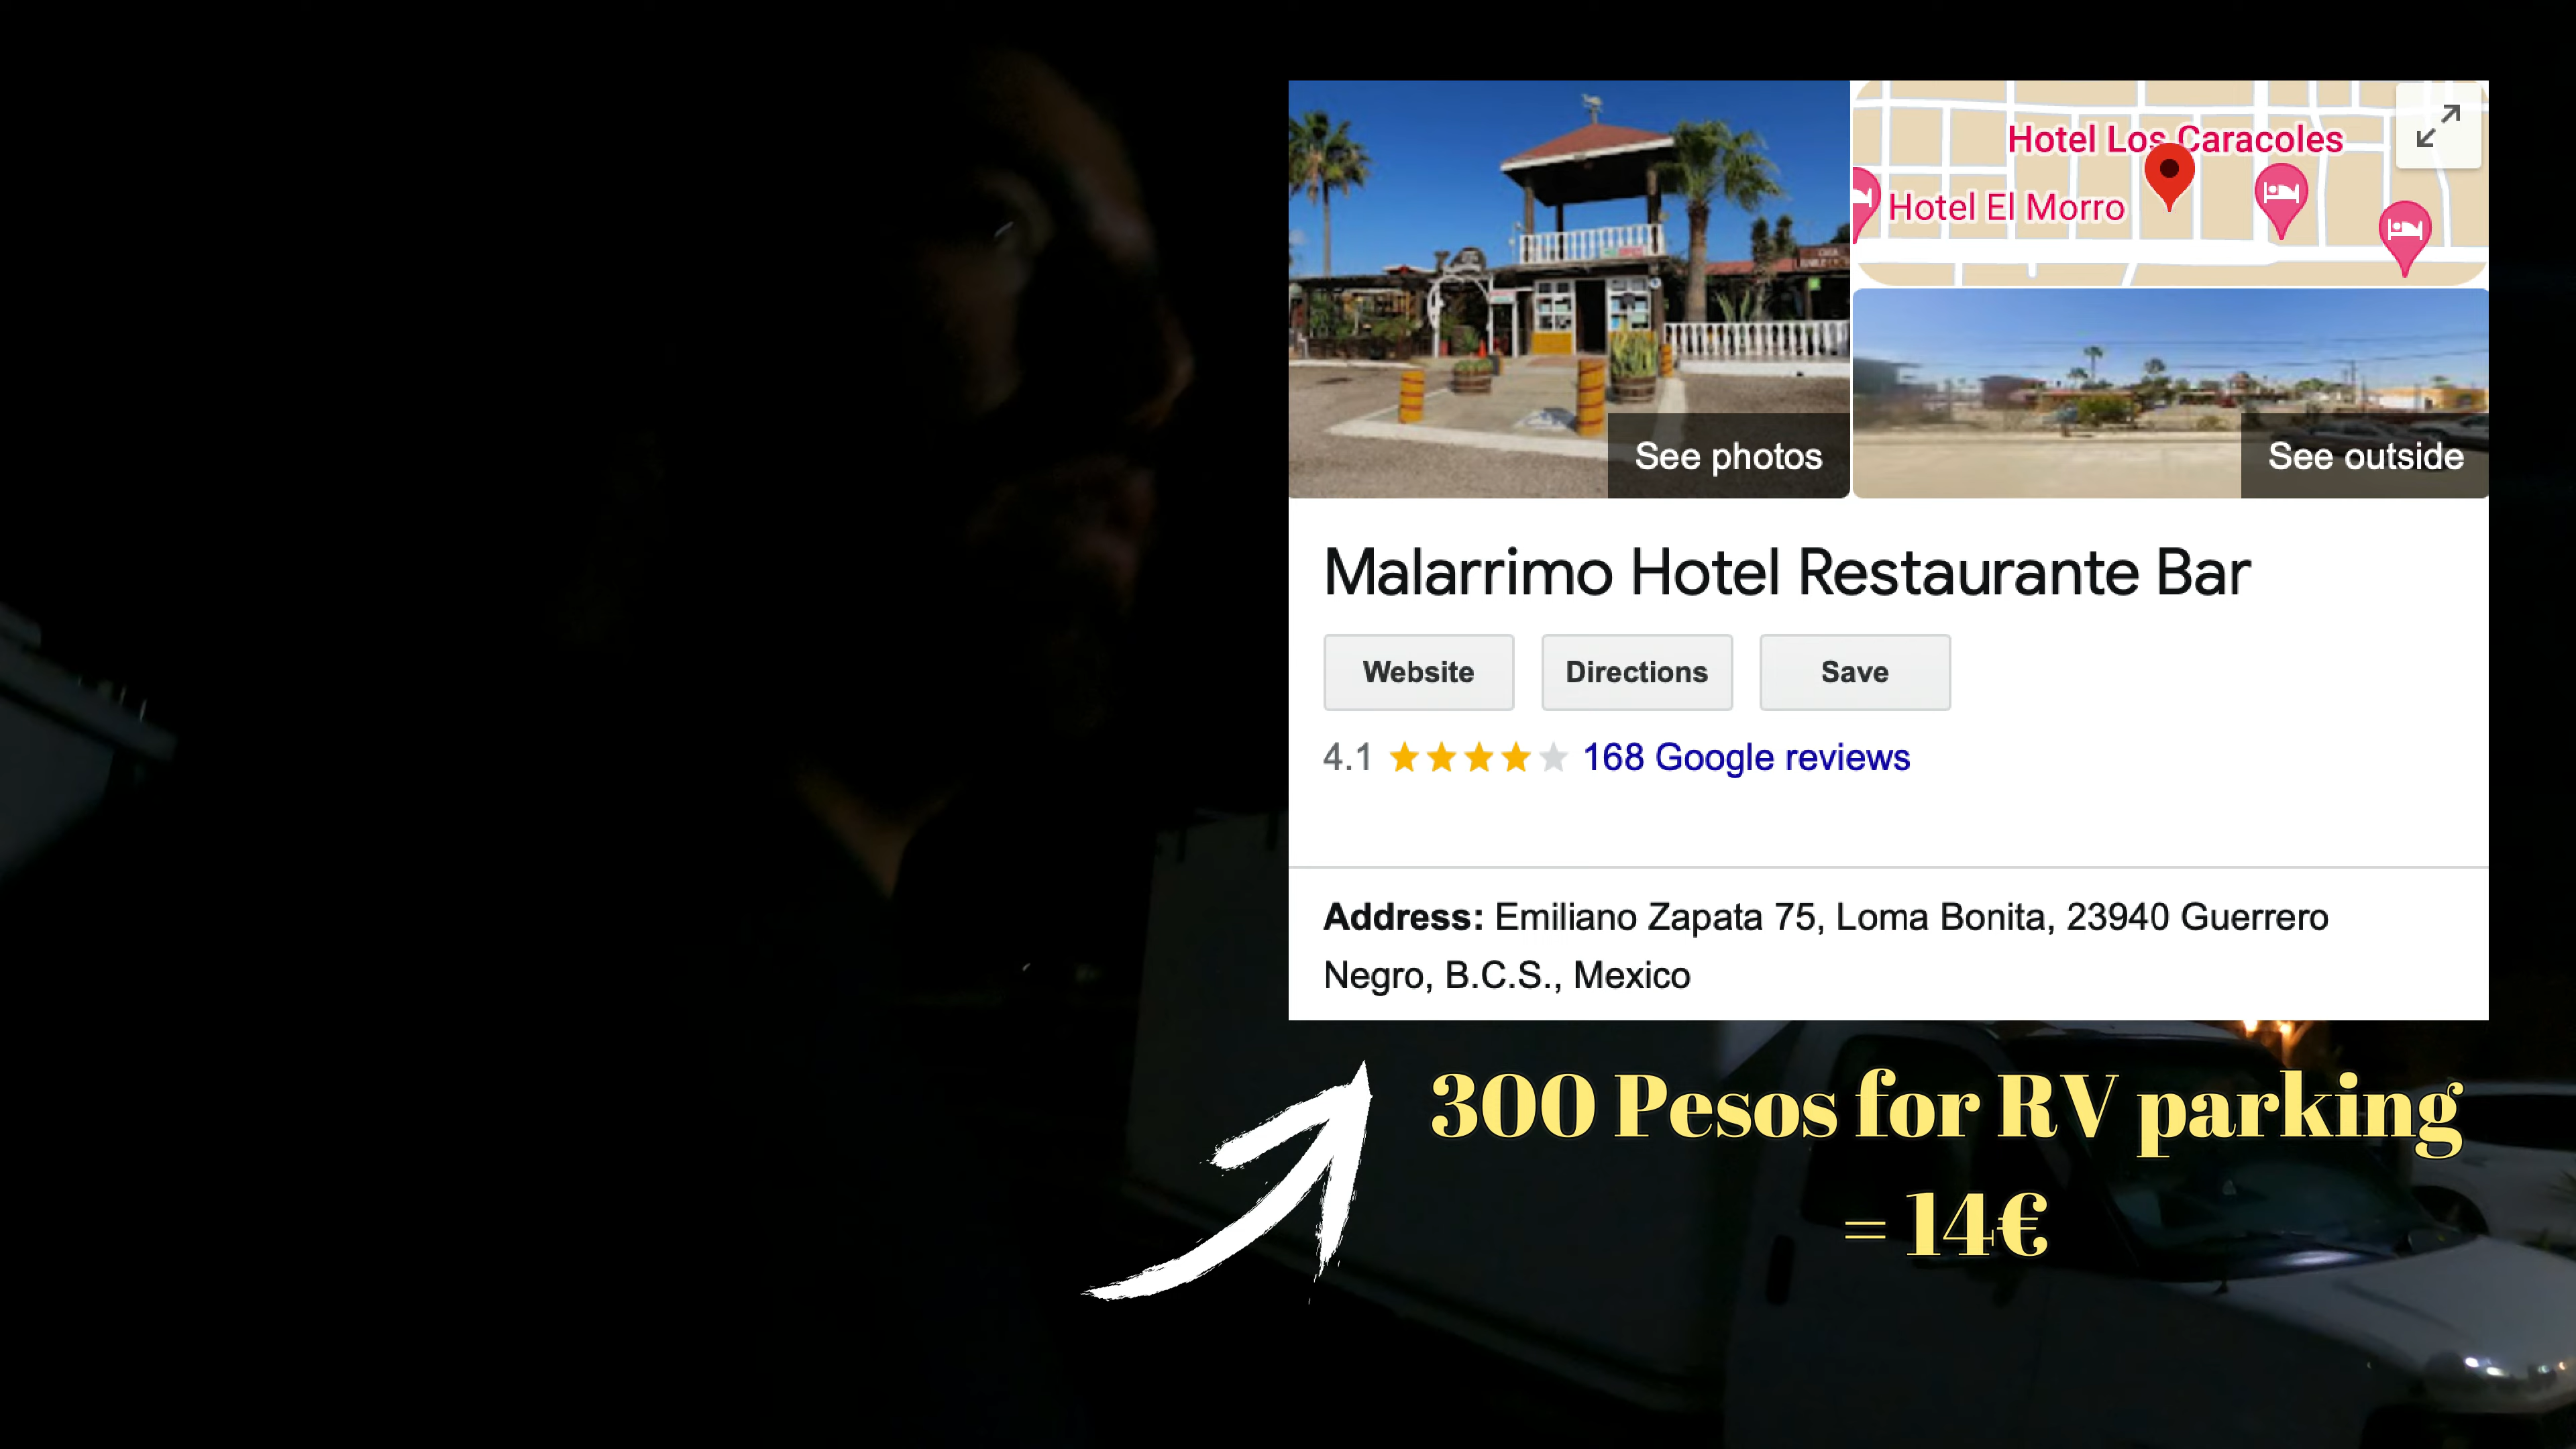 Hotel Los Caracoles
Hotel El Morro
See photos
See outside
Malarrimo Hotel Restaurante Bar
Website
Directions
Save
4.1
168 Google reviews
Address: Emiliano Zapata 75, Loma Bonita, 23940 Guerrero
Negro, B.C.S., Mexico
300 Pesos for RV parking
= 14€